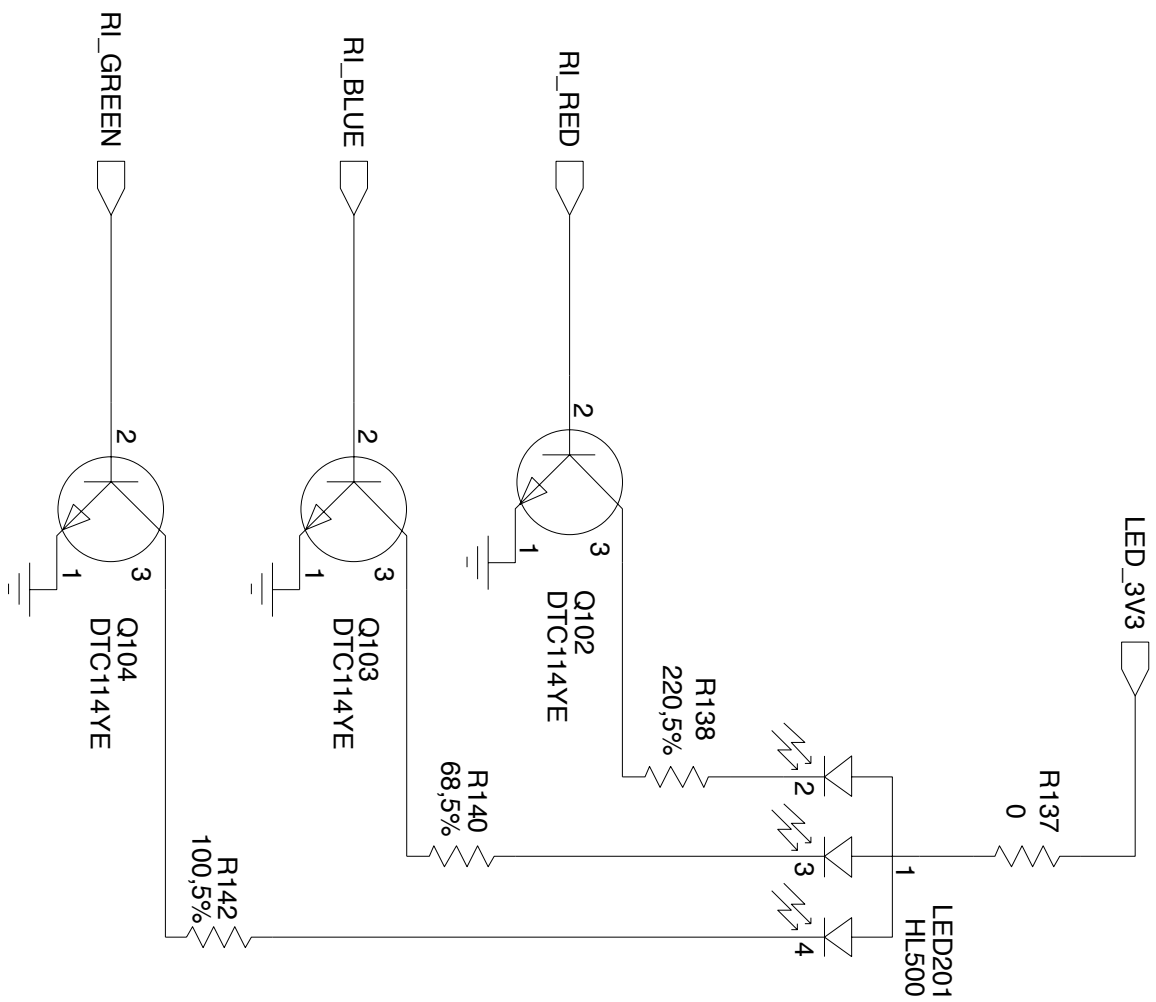 LED_3V3
R137
0
LED201
HL500
1
2
3
4
R138
220,5%
RI_RED
2
3
1
Q102
DTC114YE
R140
68,5%
RI_BLUE
2
3
1
Q103
DTC114YE
R142
100,5%
RI_GREEN
2
3
1
Q104
DTC114YE